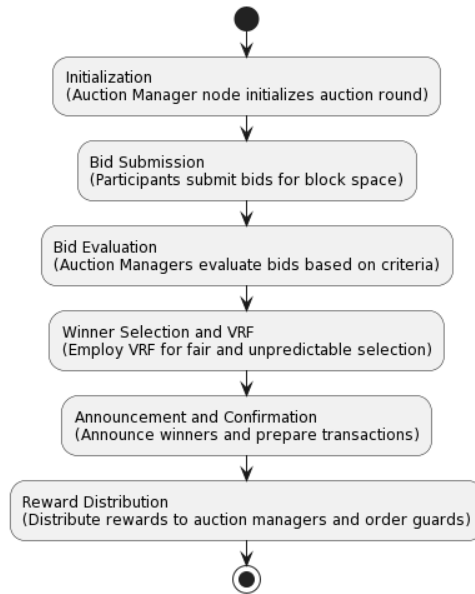 Initialization
(Auction Manager node initializes auction round)
Bid Submission
(Participants submit bids for block space)
Bid Evaluation
(Auction Managers evaluate bids based on criteria)
Winner Selection and VRF
(Employ VRF for fair and unpredictable selection)
Announcement and Confirmation
(Announce winners and prepare transactions)
Reward Distribution
(Distribute rewards to auction managers and order guards)